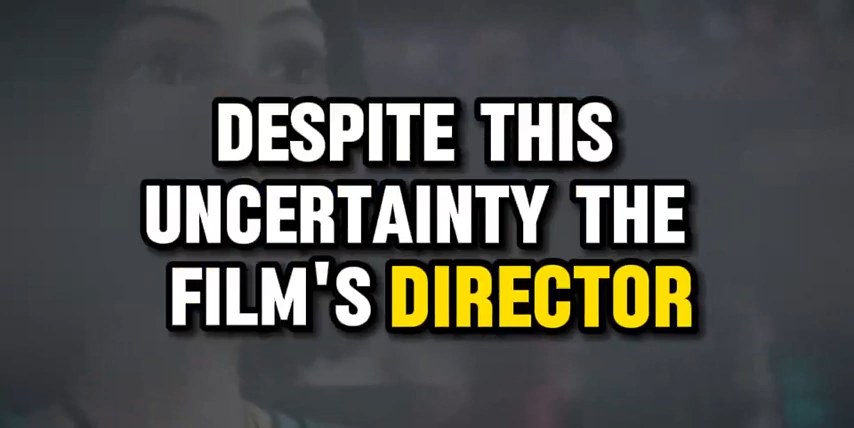 DESPITE THIS
UNCERTAINTY THE
FILM'S DIRECTOR